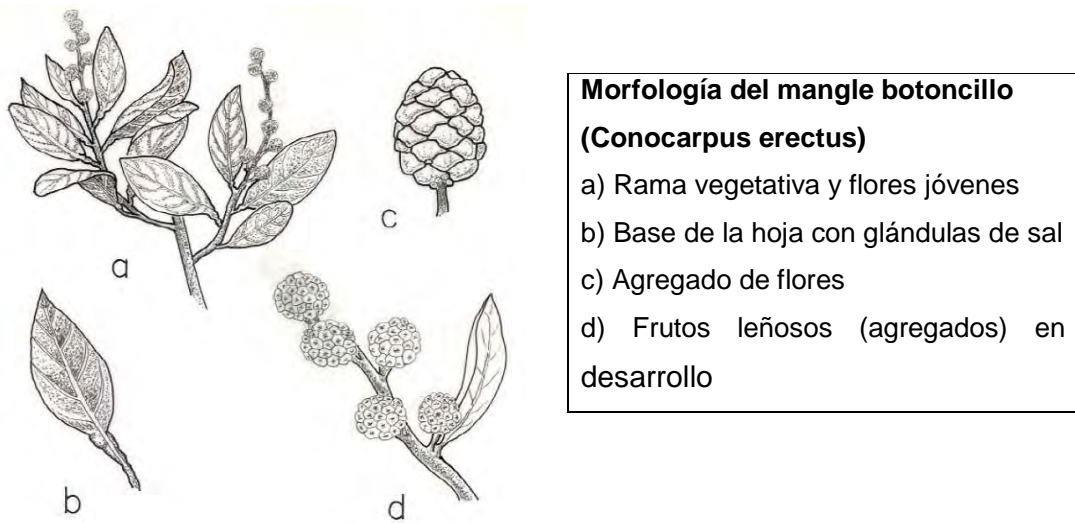 a
c
b
d
Morfología del mangle botoncillo
(Conocarpus erectus)
a) Rama vegetativa y flores jóvenes
b) Base de la hoja con glándulas de sal
c) Agregado de flores
d) Frutos leñosos (agregados) en
desarrollo